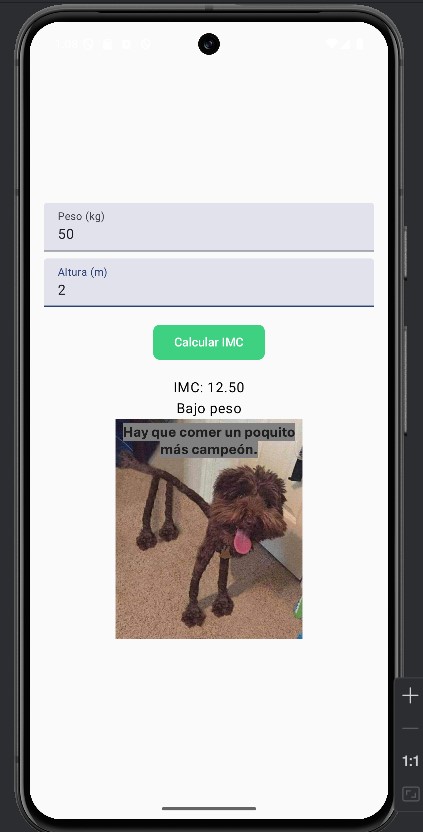 Peso (kg)
50
Altura (m)
2
Calcular IMC
IMC: 12.50
Bajo peso
Hay que comer un poquito
más campeón.
1:1